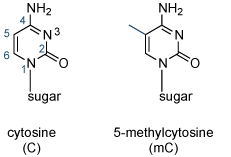 NH2 NH2
4
5 N 3 N
2
6 N O N O
1
sugar sugar
cytosine 5-methylcytosine
(C) (mC)